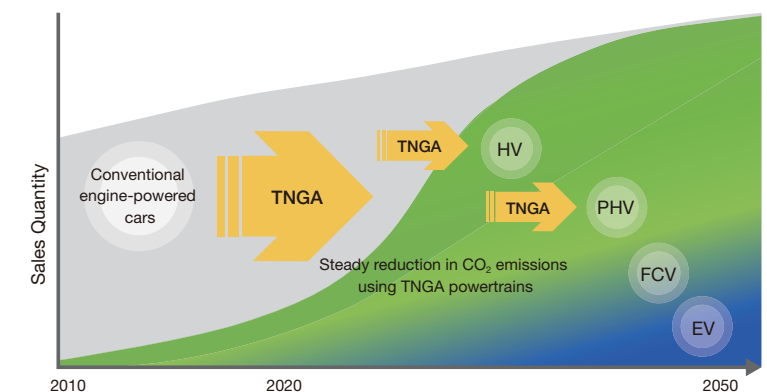 Sales Quantity
Conventional
engine-powered
cars
TNGA
TNGA
HV
TNGA
PHV
Steady reduction in CO₂ emissions
using TNGA powertrains
FCV
EV
2010
2020
2050